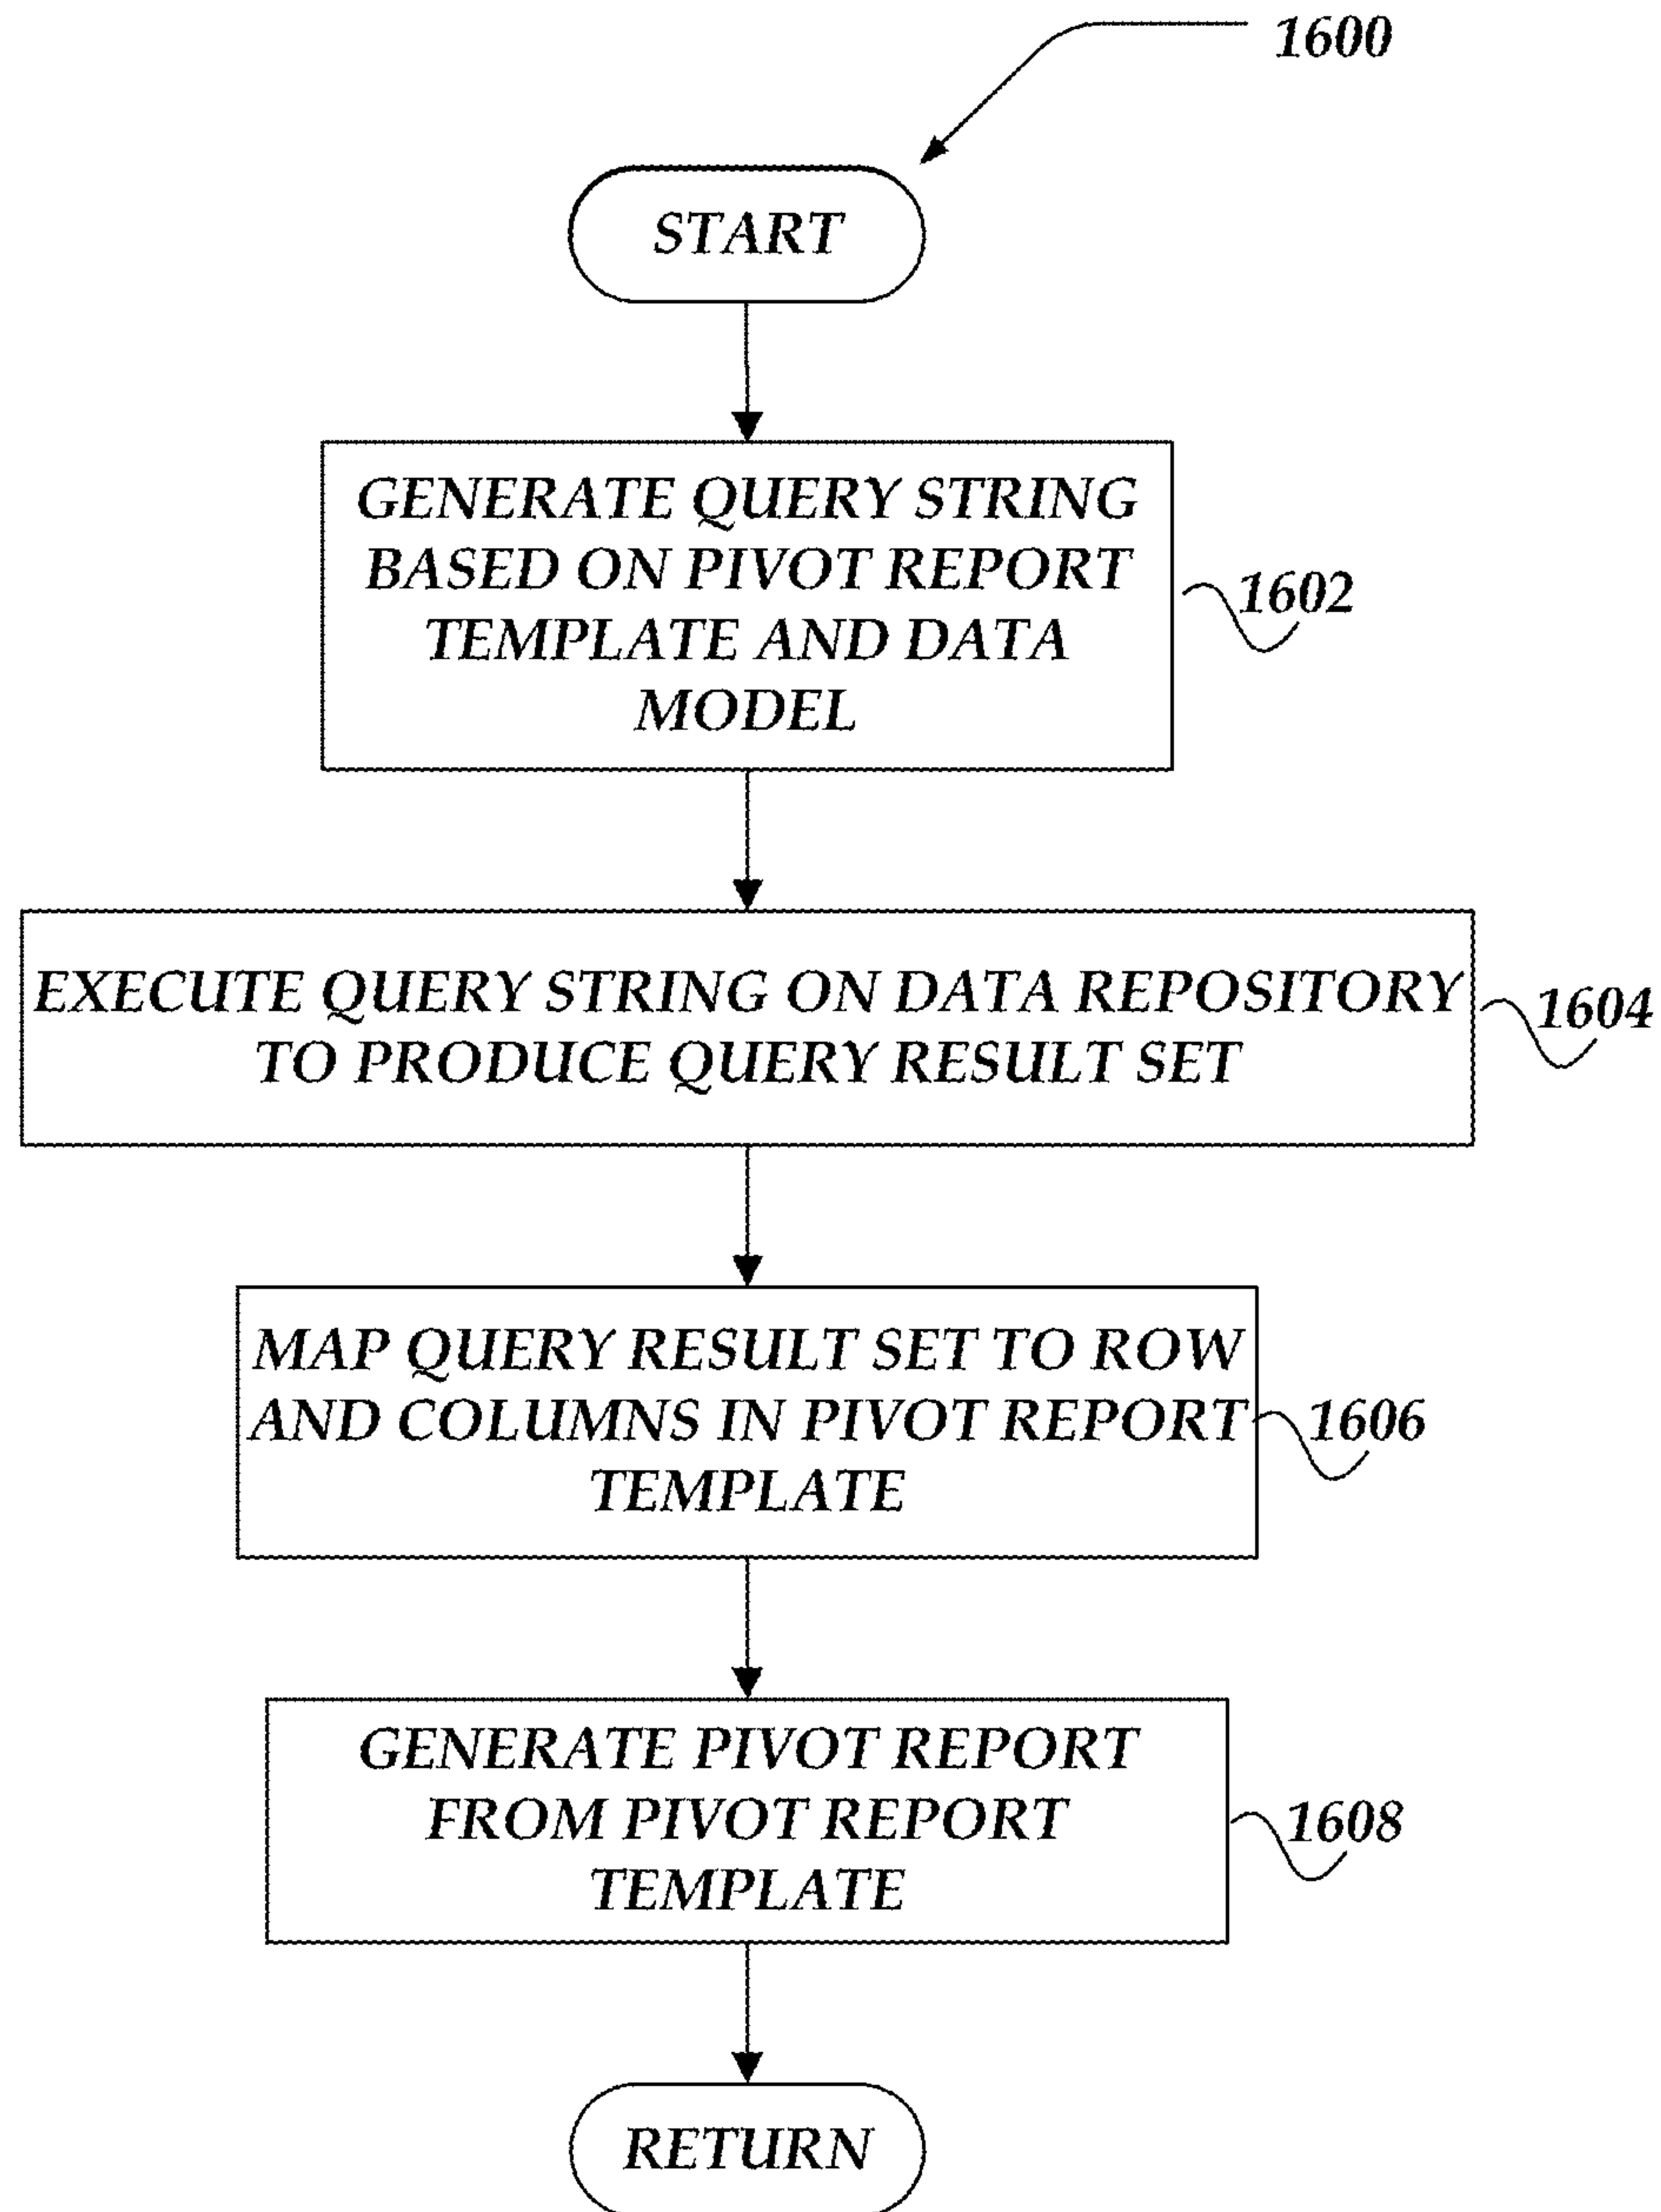 1600
START
GENERATE QUERY STRING
BASED ON PIVOT REPORT
TEMPLATE AND DATA
MODEL
1602
EXECUTE QUERY STRING ON DATA REPOSITORY
TO PRODUCE QUERY RESULT SET
1604
MAP QUERY RESULT SET TO ROW
AND COLUMNS IN PIVOT REPORT
TEMPLATE
1606
GENERATE PIVOT REPORT
FROM PIVOT REPORT
TEMPLATE
1608
RETURN